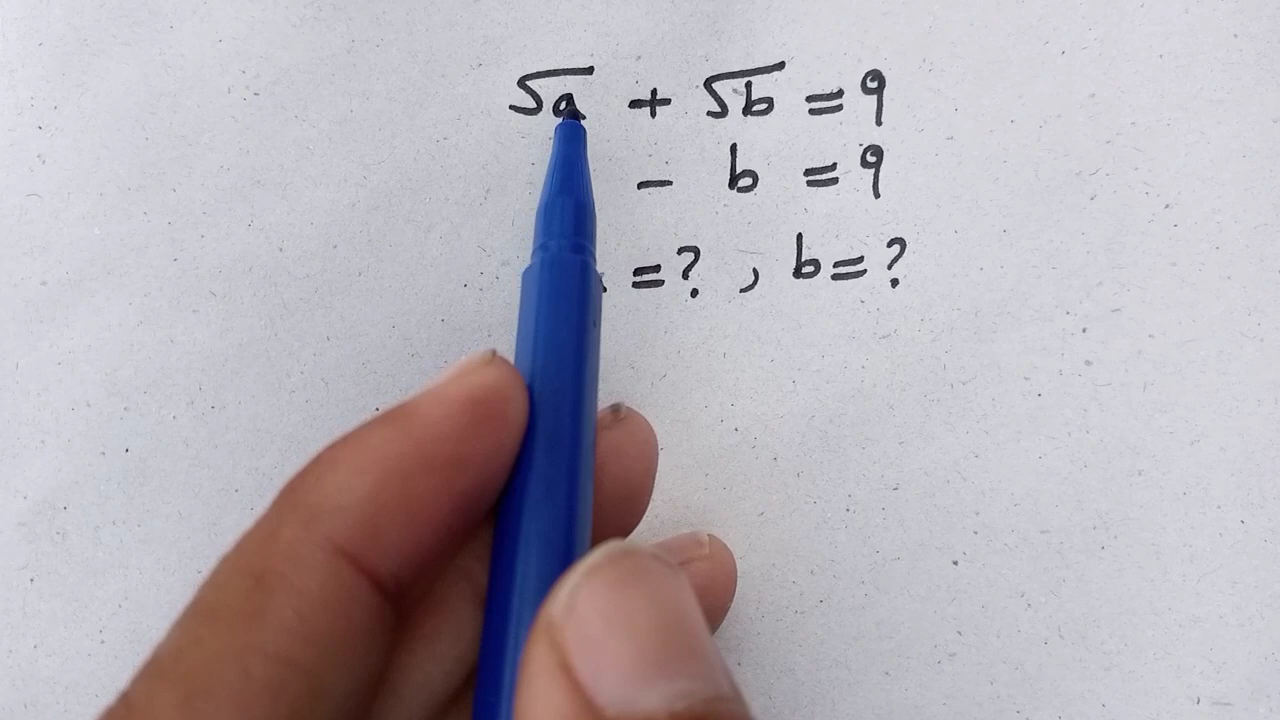 √a + √b = 9
- b = 9
= ? , b = ?